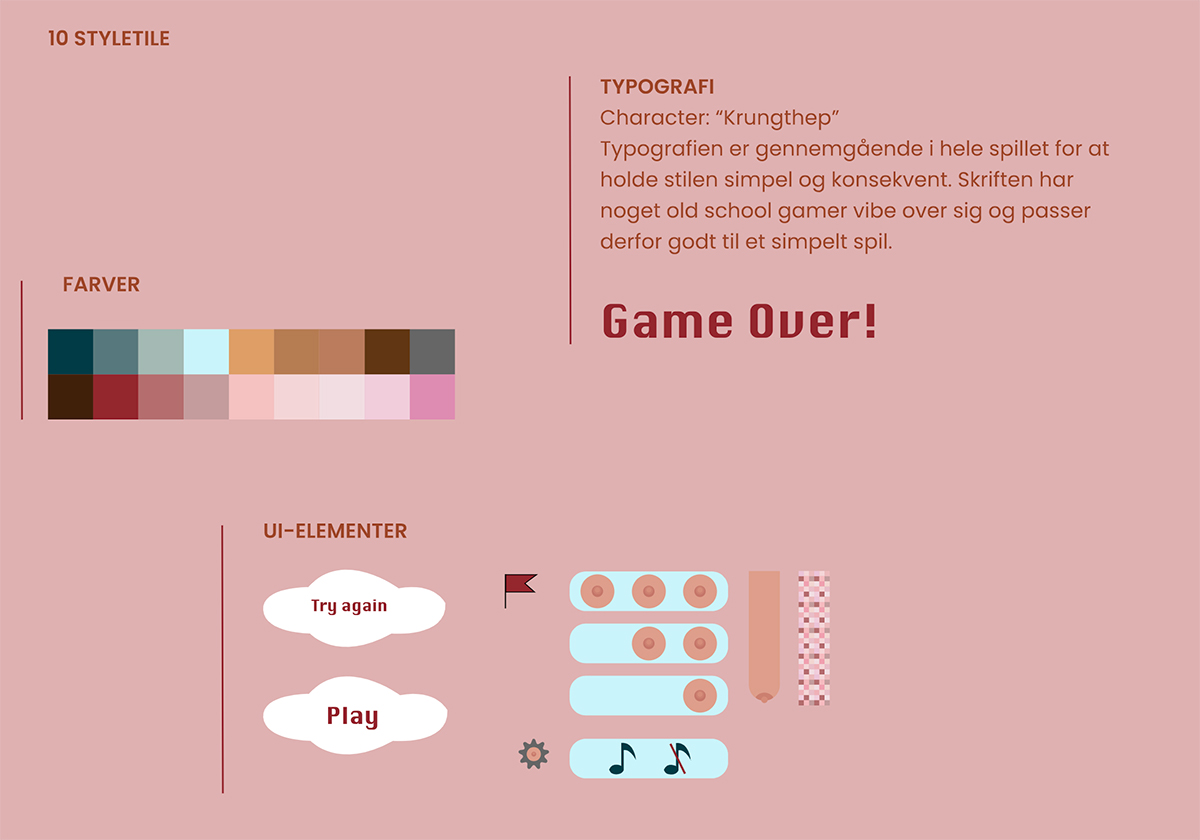 10 STYLETILE
TYPOGRAFI
Character: “Krungthep”
Typografien er gennemgående i hele spillet for at
holde stilen simpel og konsekvent. Skriften har
noget old school gamer vibe over sig og passer
derfor godt til et simpelt spil.
Game Over!
FARVER
UI-ELEMENTER
Try again
Play